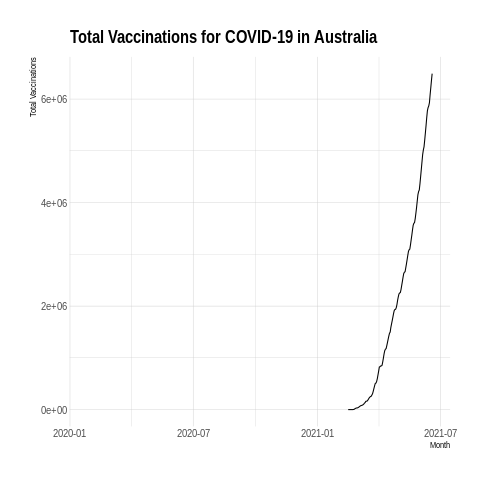 Total Vaccinations for COVID-19 in Australia
Total Vaccinations
6e+06
4e+06
2e+06
0e+00
2020-01 2020-07 2021-01 2021-07
Month